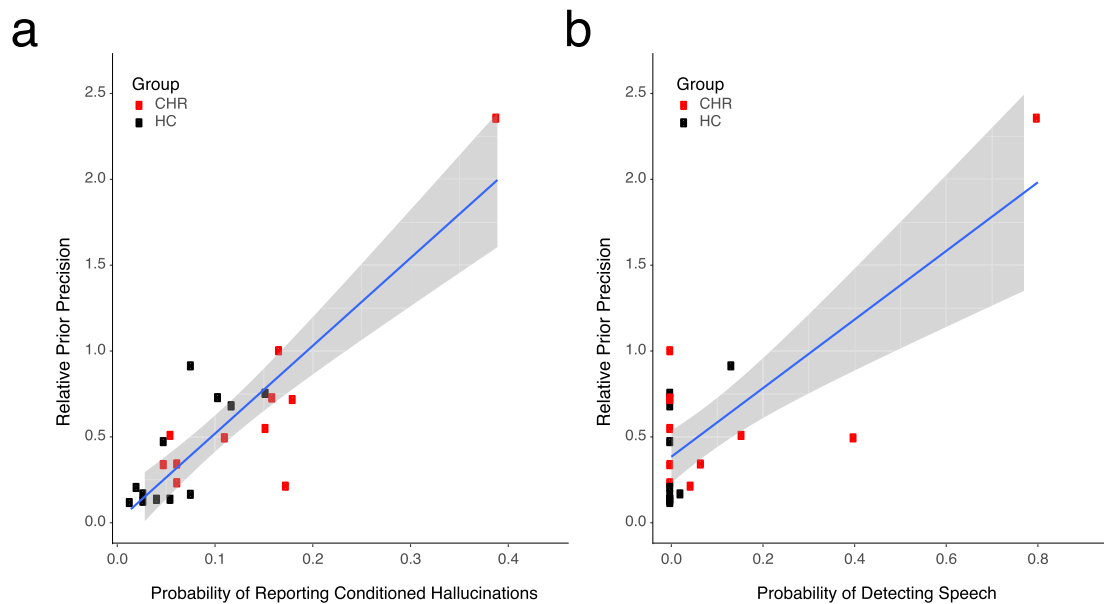 a
Group
CHR
HC
2.5
2.0
1.5
1.0
0.5
0.0
Relative Prior Precision
0.0 0.1 0.2 0.3 0.4
Probability of Reporting Conditioned Hallucinations
b
Group
CHR
HC
2.5
2.0
1.5
1.0
0.5
0.0
Relative Prior Precision
0.0 0.2 0.4 0.6 0.8
Probability of Detecting Speech